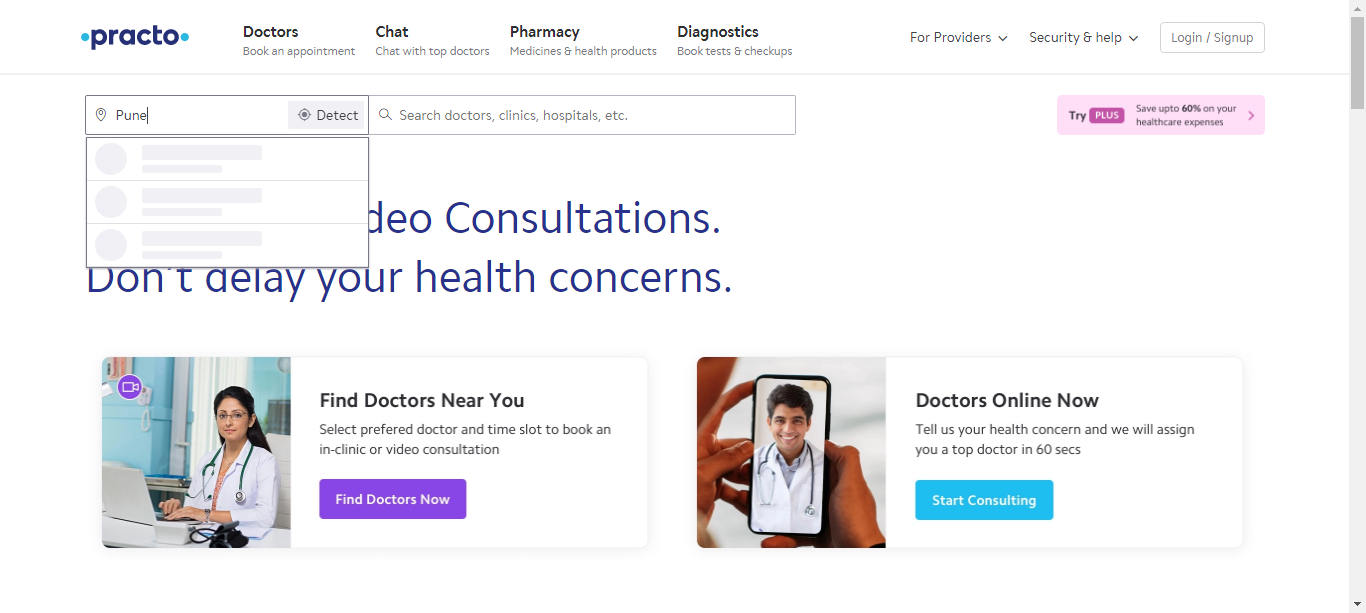 practo
Doctors
Book an appointment
Chat
Chat with top doctors
Pharmacy
Medicines & health products
Diagnostics
Book tests & checkups
For Providers
Security & help
Login / Signup
Pune
Detect
Search doctors, clinics, hospitals, etc.
Try PLUS
Save upto 60% on your
healthcare expenses
deo Consultations.
Don't delay your health concerns.
Find Doctors Near You
Select prefered doctor and time slot to book an
in-clinic or video consultation
Find Doctors Now
Doctors Online Now
Tell us your health concern and we will assign
you a top doctor in 60 secs
Start Consulting